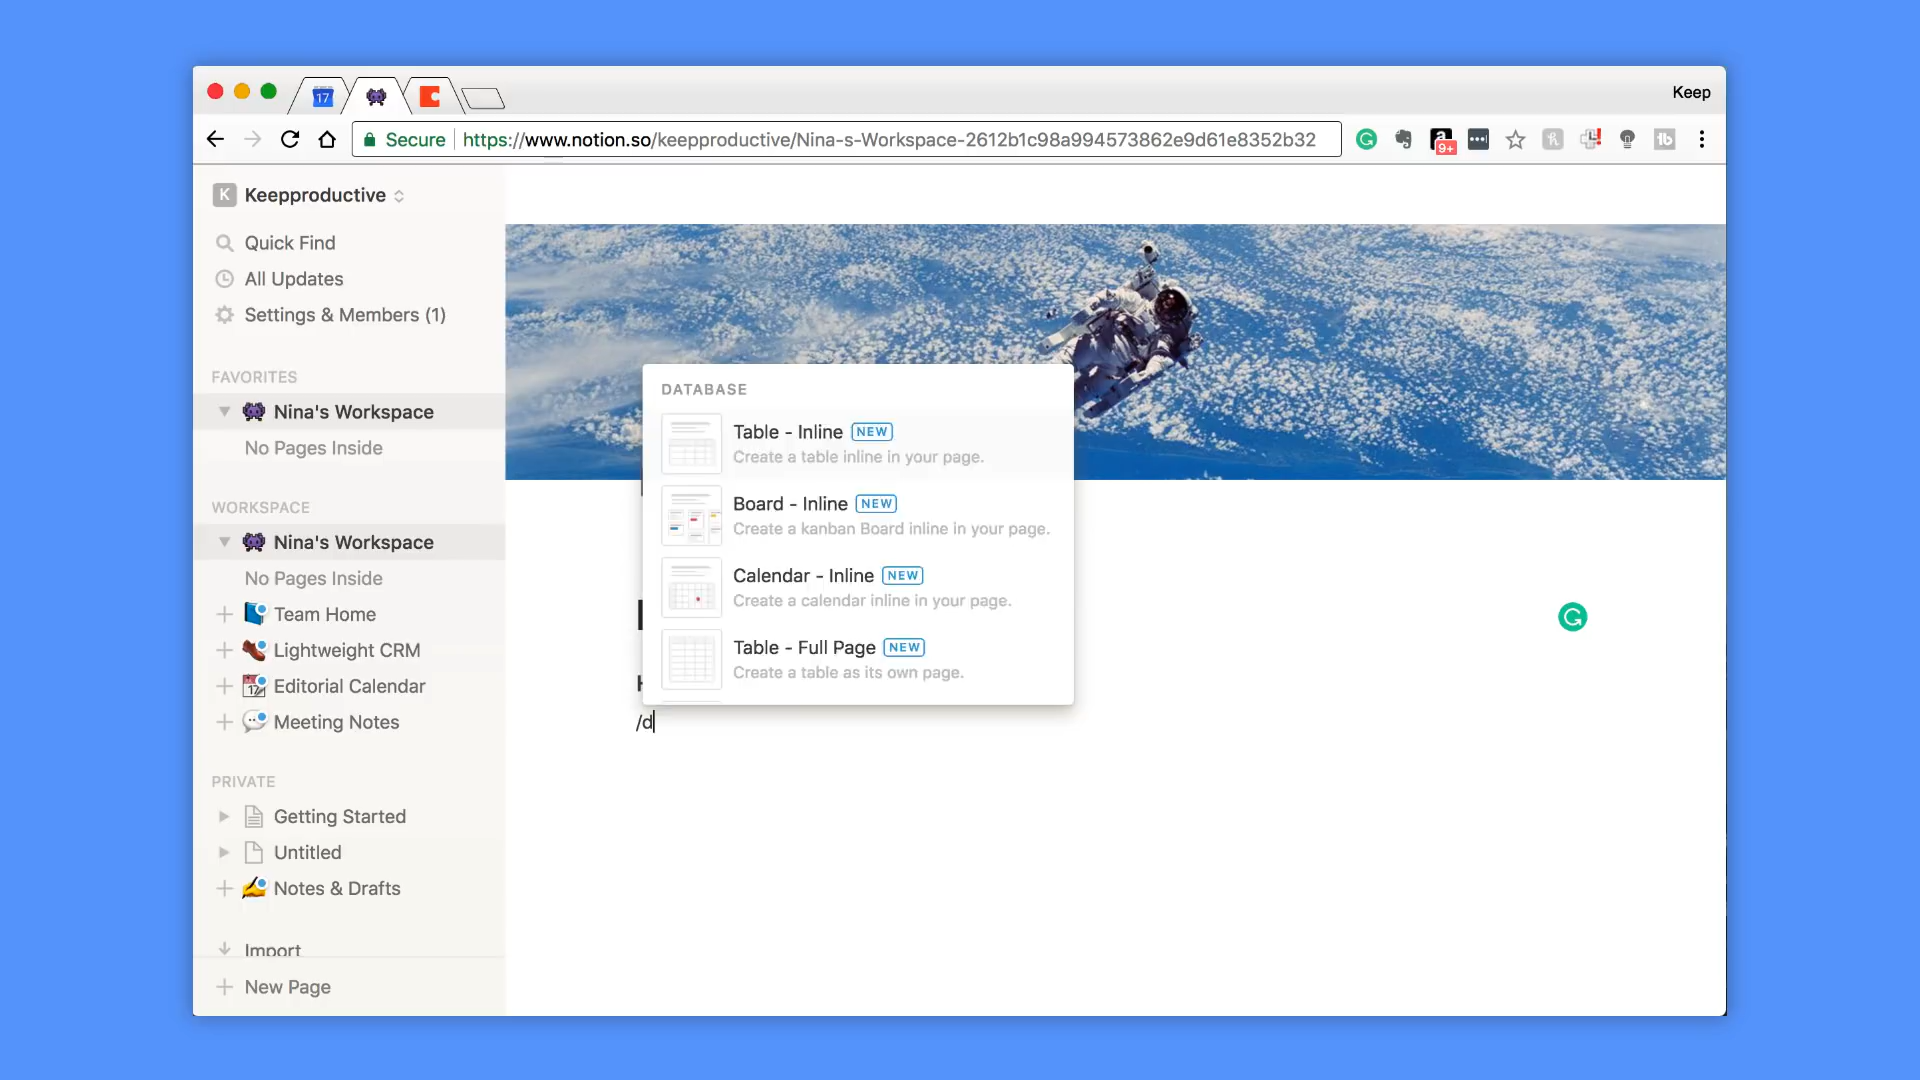 17
Keep
Secure
https://www.notion.so/keepproductive/Nina-s-Workspace-2612b1c98a994573862e9d61e8352b32
9+
K Keepproductive
Quick Find
All Updates
Settings & Members (1)
FAVORITES
Nina's Workspace
No Pages Inside
WORKSPACE
Nina's Workspace
No Pages Inside
Team Home
Lightweight CRM
Editorial Calendar
Meeting Notes
PRIVATE
Getting Started
Untitled
Notes & Drafts
Import
New Page
DATABASE
Table - Inline NEW
Create a table inline in your page.
Board - Inline NEW
Create a kanban Board inline in your page.
Calendar - Inline NEW
Create a calendar inline in your page.
Table - Full Page NEW
Create a table as its own page.
/d